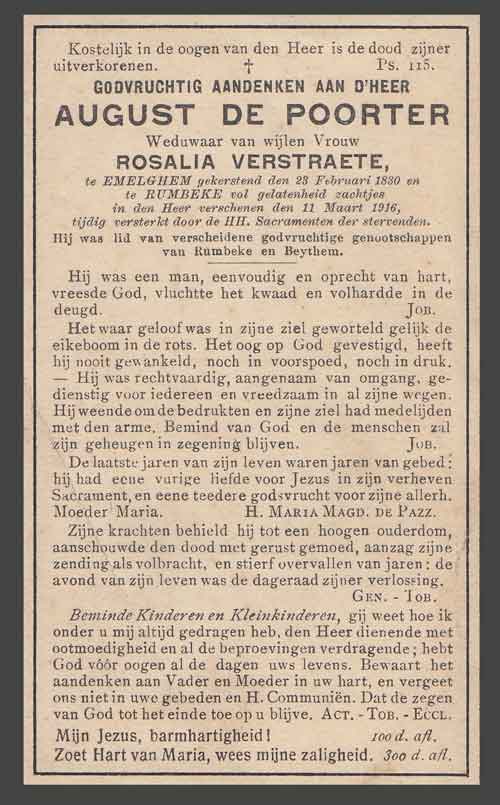 Kostelijk in de oogen van den Heer is de dood zijner
uitverkorenen. † Ps. 115.
GODVRUCHTIG AANDENKEN AAN D'HEER
AUGUST DE POORTER
Weduwaar van wijlen Vrouw
ROSALIA VERSTRAETE,
te EMELGHEM gekerstend den 23 Februari 1830 en
te RUMBEKE vol gelatenheid zachtjes
in den Heer verschenen den 11 Maart 1916,
tijdig versterkt door de HH. Sacramenten der stervenden.
Hij was lid van verscheidene godvruchtige genootschappen
van Rumbeke en Beythem.
Hij was een man, eenvoudig en oprecht van hart,
vreesde God, vluchtte het kwaad en volhardde in de
deugd. JOB.
Het waar geloof was in zijne ziel geworteld gelijk de
eikeboom in de rots. Het oog op God gevestigd, heeft
hij nooit gewankeld, noch in voorspoed, noch in druk.
— Hij was rechtvaardig, aangenaam van omgang, ge-
dienstig voor iedereen en vreedzaam in al zijne wegen.
Hij weende om de bedrukten en zijne ziel had medelijden
met den arme. Bemind van God en de menschen zal
zijn geheugen in zegening blijven. JOB.
De laatste jaren van zijn leven waren jaren van gebed:
hij had eene vurige liefde voor Jezus in zijn verheven
Sacrament, en eene teedere godsvrucht voor zijne allerh.
Moeder Maria. H. MARIA MAGD. DE PAZZ.
Zijne krachten behield hij tot een hoogen ouderdom,
aanschouwde den dood met gerust gemoed, aanzag zijne
zending als volbracht, en stierf overvallen van jaren: de
avond van zijn leven was de dageraad zijner verlossing.
GEN. - IOB.
Beminde Kinderen en Kleinkinderen, gij weet hoe ik
onder u mij altijd gedragen heb, den Heer dienende met
ootmoedigheid en al de beproevingen verdragende; hebt
God vóór oogen al de dagen uws levens. Bewaart het
aandenken aan Vader en Moeder in uw hart, en vergeet
ons niet in uwe gebeden en H. Communiën. Dat de zegen
van God tot het einde toe op u blijve. ACT. - TOB. - ECCL.
Mijn Jezus, barmhartigheid! 100 d. afl.
Zoet Hart van Maria, wees mijne zaligheid. 300 d. afl.